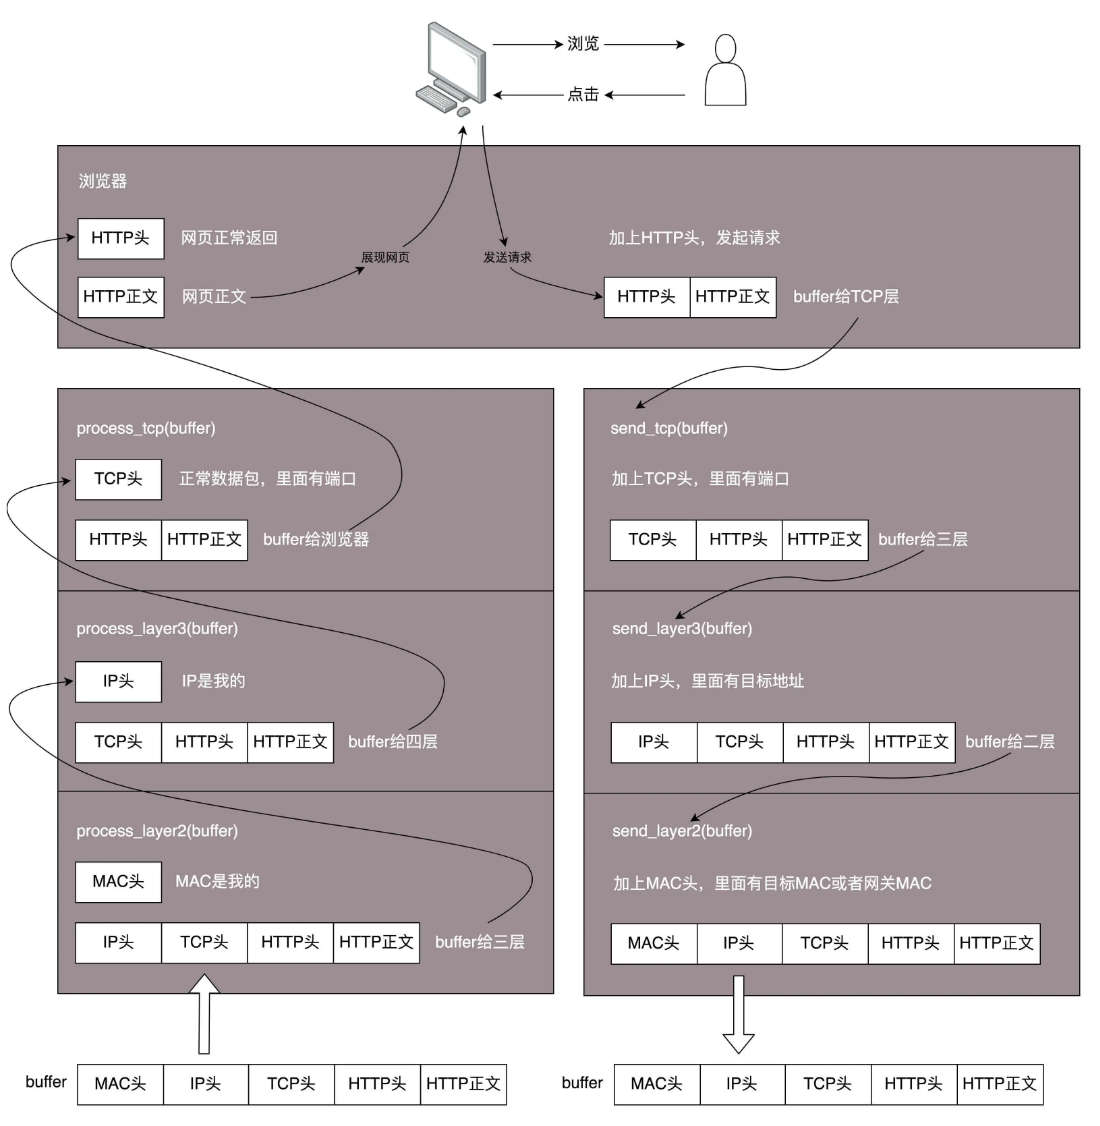 浏览
点击
浏览器
HTTP头 网页正常返回
HTTP正文 网页正文
展现网页
发送请求
加上HTTP头，发起请求
HTTP头 HTTP正文 buffer给TCP层
process_tcp(buffer)
TCP头 正常数据包，里面有端口
HTTP头 HTTP正文 buffer给浏览器
process_layer3(buffer)
IP头 IP是我的
TCP头 HTTP头 HTTP正文 buffer给四层
process_layer2(buffer)
MAC头 MAC是我的
IP头 TCP头 HTTP头 HTTP正文 buffer给三层
buffer MAC头 IP头 TCP头 HTTP头 HTTP正文
send_tcp(buffer)
加上TCP头，里面有端口
TCP头 HTTP头 HTTP正文 buffer给三层
send_layer3(buffer)
加上IP头，里面有目标地址
IP头 TCP头 HTTP头 HTTP正文 buffer给二层
send_layer2(buffer)
加上MAC头，里面有目标MAC或者网关MAC
MAC头 IP头 TCP头 HTTP头 HTTP正文
buffer MAC头 IP头 TCP头 HTTP头 HTTP正文